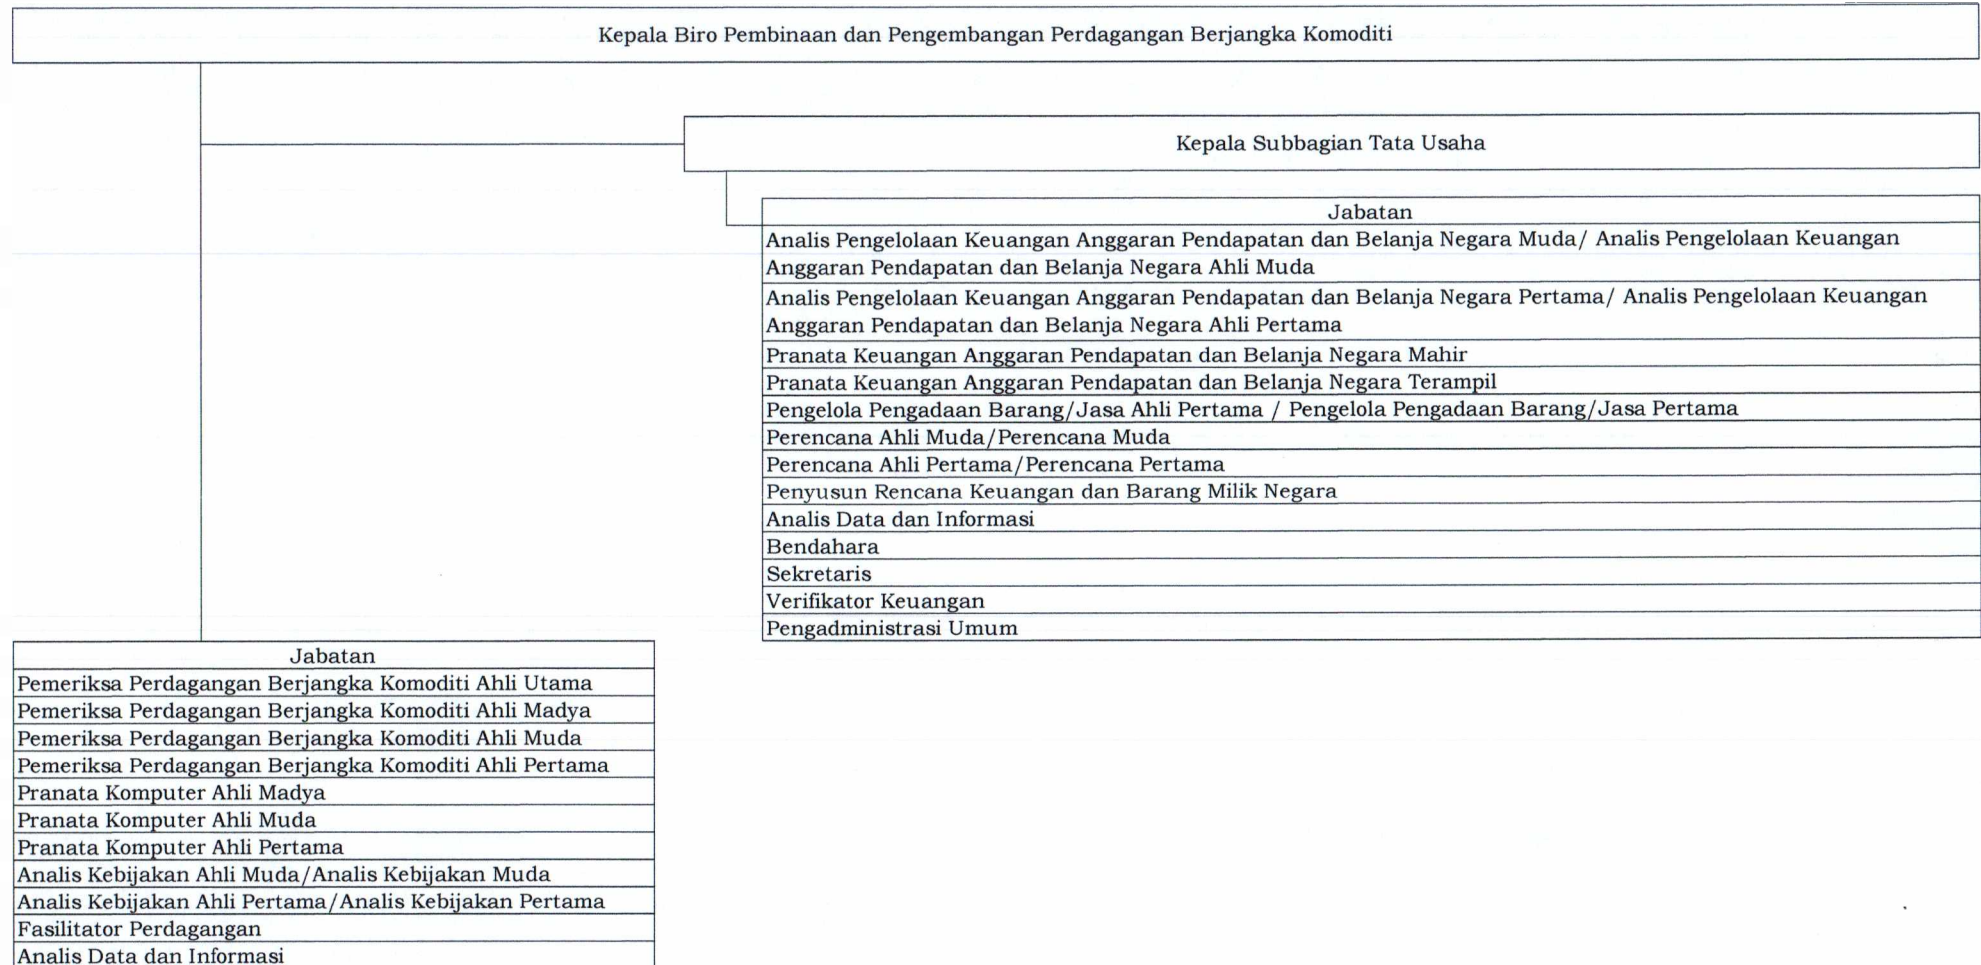 Kepala Biro Pembinaan dan Pengembangan Perdagangan Berjangka Komoditi
Kepala Subbagian Tata Usaha
Jabatan
Analis Pengelolaan Keuangan Anggaran Pendapatan dan Belanja Negara Muda/ Analis Pengelolaan Keuangan
Anggaran Pendapatan dan Belanja Negara Ahli Muda
Analis Pengelolaan Keuangan Anggaran Pendapatan dan Belanja Negara Pertama/ Analis Pengelolaan Keuangan
Anggaran Pendapatan dan Belanja Negara Ahli Pertama
Pranata Keuangan Anggaran Pendapatan dan Belanja Negara Mahir
Pranata Keuangan Anggaran Pendapatan dan Belanja Negara Terampil
Pengelola Pengadaan Barang/Jasa Ahli Pertama / Pengelola Pengadaan Barang/Jasa Pertama
Perencana Ahli Muda/Perencana Muda
Perencana Ahli Pertama/Perencana Pertama
Penyusun Rencana Keuangan dan Barang Milik Negara
Analis Data dan Informasi
Bendahara
Sekretaris
Verifikator Keuangan
Pengadministrasi Umum
Jabatan
Pemeriksa Perdagangan Berjangka Komoditi Ahli Utama
Pemeriksa Perdagangan Berjangka Komoditi Ahli Madya
Pemeriksa Perdagangan Berjangka Komoditi Ahli Muda
Pemeriksa Perdagangan Berjangka Komoditi Ahli Pertama
Pranata Komputer Ahli Madya
Pranata Komputer Ahli Muda
Pranata Komputer Ahli Pertama
Analis Kebijakan Ahli Muda/Analis Kebijakan Muda
Analis Kebijakan Ahli Pertama/Analis Kebijakan Pertama
Fasilitator Perdagangan
Analis Data dan Informasi